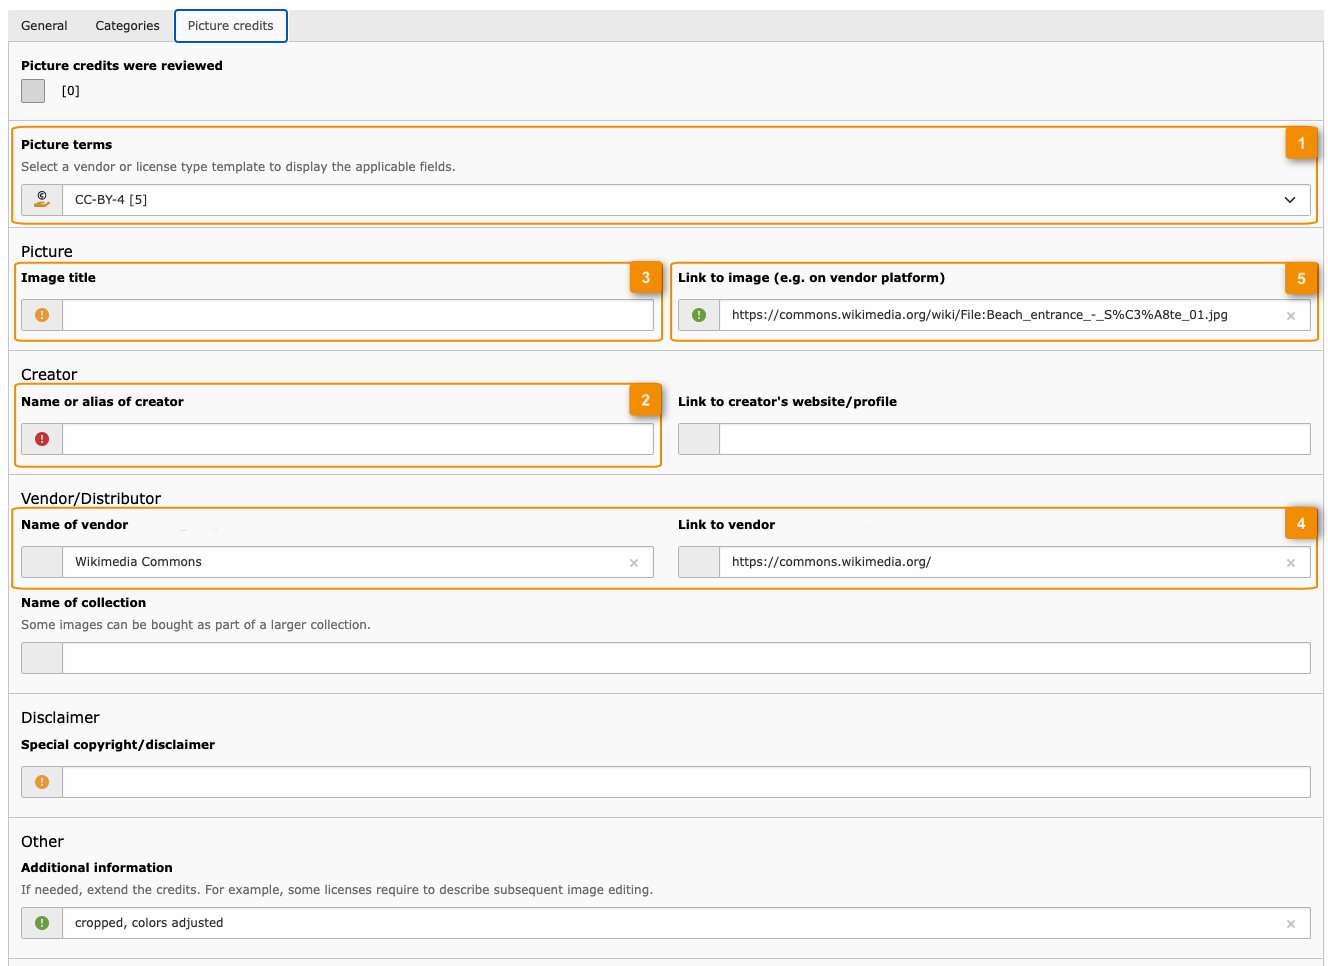 General Categories Picture credits
Picture credits were reviewed
[0]
Picture terms 1
Select a vendor or license type template to display the applicable fields.
CC-BY-4 [5]
Picture
Image title 3 Link to image (e.g. on vendor platform) 5
https://commons.wikimedia.org/wiki/File:Beach_entrance_-_S%C3%A8te_01.jpg
Creator
Name or alias of creator 2 Link to creator's website/profile
Vendor/Distributor
Name of vendor Link to vendor 4
Wikimedia Commons https://commons.wikimedia.org/
Name of collection
Some images can be bought as part of a larger collection.
Disclaimer
Special copyright/disclaimer
Other
Additional information
If needed, extend the credits. For example, some licenses require to describe subsequent image editing.
cropped, colors adjusted